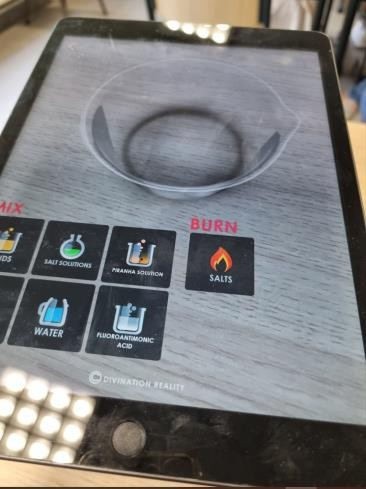 MIX
BURN
SALT SOLUTIONS
PIRANHA SOLUTION
SALTS
WATER
FLUOROANTIMONIC
ACID
DIVINATION REALITY